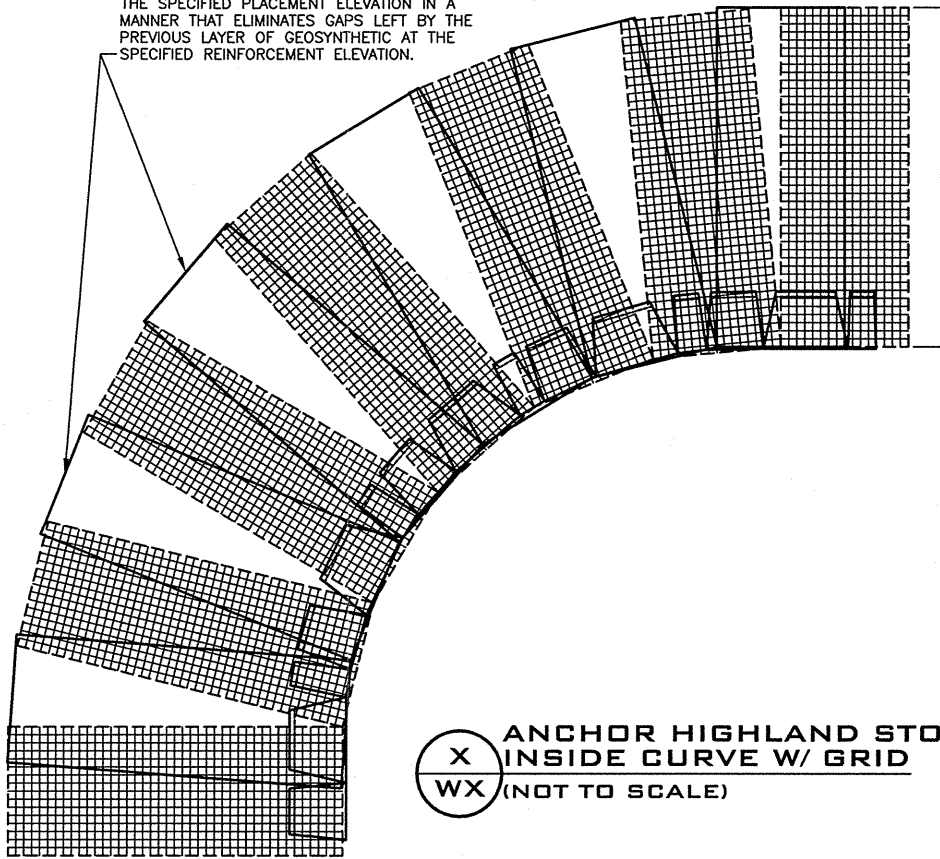 THE SPECIFIED PLACEMENT ELEVATION IN A
MANNER THAT ELIMINATES GAPS LEFT BY THE
PREVIOUS LAYER OF GEOSYNTHETIC AT THE
SPECIFIED REINFORCEMENT ELEVATION.
X
WX
ANCHOR HIGHLAND STO
INSIDE CURVE W/ GRID
(NOT TO SCALE)